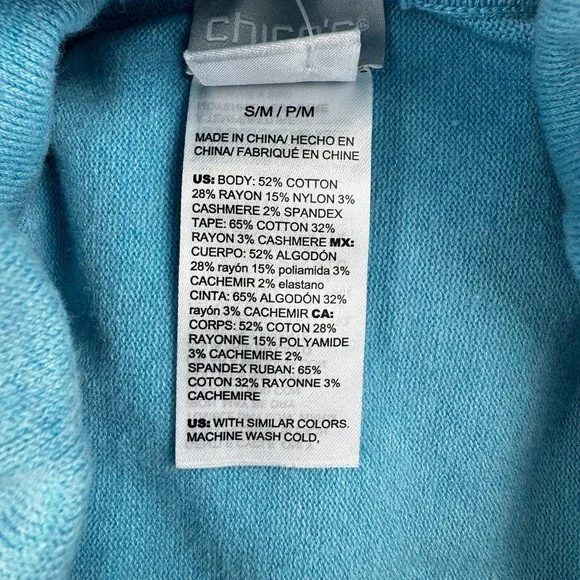 chico's®
S/M / P/M
MADE IN CHINA/ HECHO EN
CHINA/ FABRIQUÉ EN CHINE
US: BODY: 52% COTTON
28% RAYON 15% NYLON 3%
CASHMERE 2% SPANDEX
TAPE: 65% COTTON 32%
RAYON 3% CASHMERE MX:
CUERPO: 52% ALGODÓN
28% rayón 15% poliamida 3%
CACHEMIR 2% elastano
CINTA: 65% ALGODÓN 32%
rayón 3% CACHEMIR CA:
CORPS: 52% COTON 28%
RAYONNE 15% POLYAMIDE
3% CACHEMIRE 2%
SPANDEX RUBAN: 65%
COTON 32% RAYONNE 3%
CACHEMIRE
US: WITH SIMILAR COLORS.
MACHINE WASH COLD,